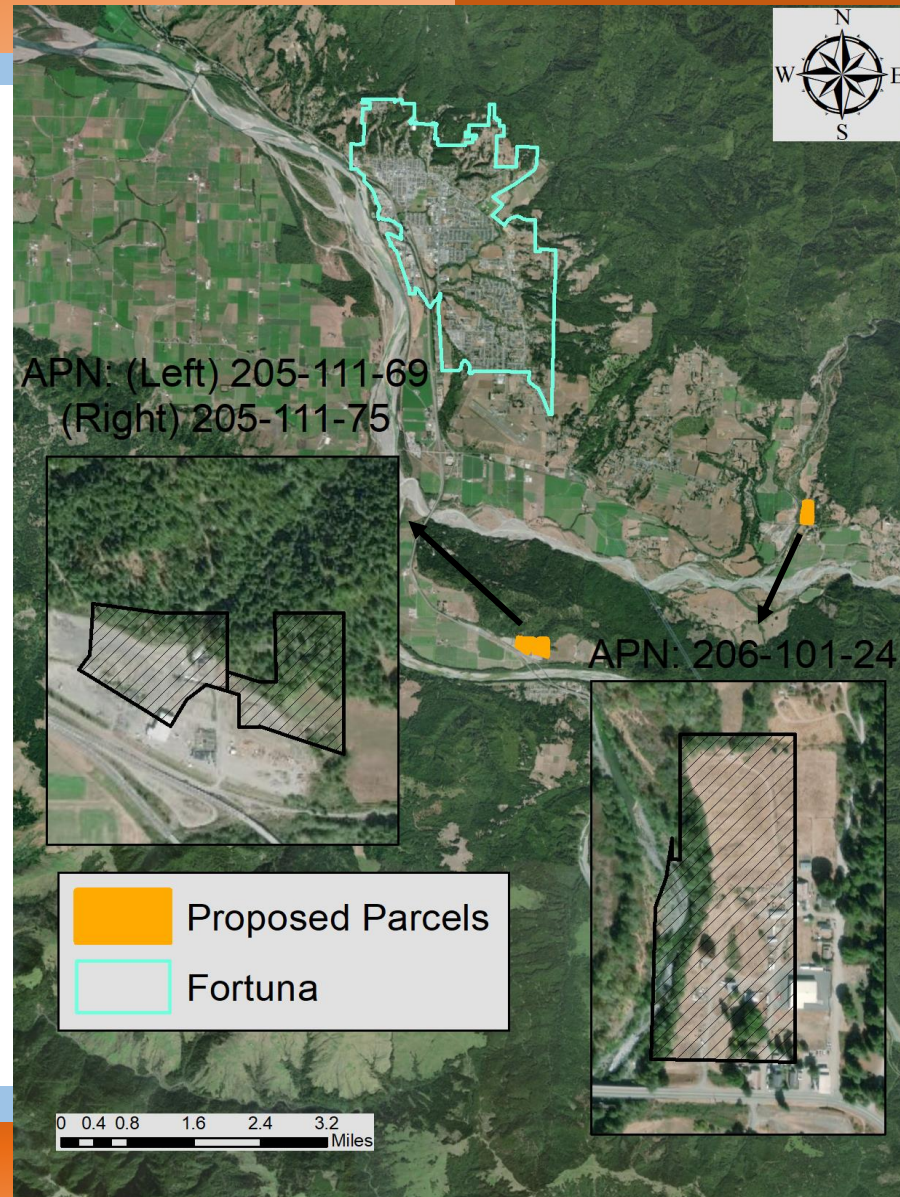 N
W E
S
APN: (Left) 205-111-69
(Right) 205-111-75
APN: 206-101-24
Proposed Parcels
Fortuna
0 0.4 0.8 1.6 2.4 3.2
Miles